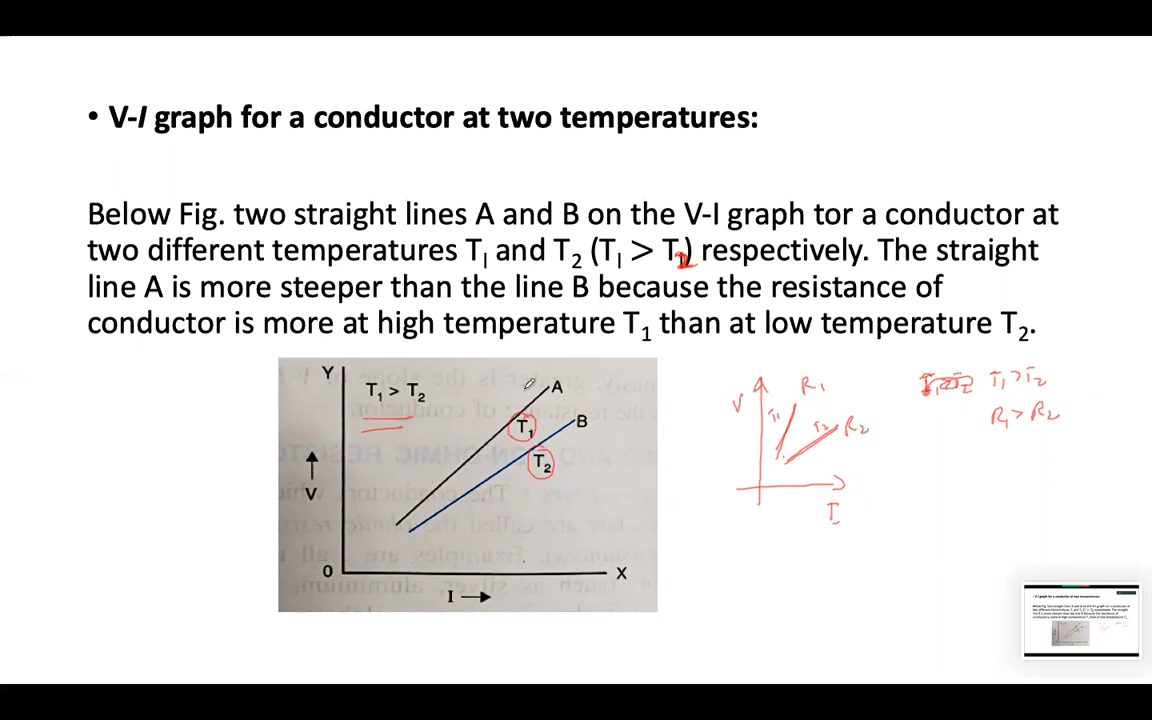 • V-I graph for a conductor at two temperatures:
Below Fig. two straight lines A and B on the V-I graph tor a conductor at
two different temperatures T₁ and T₂ (T₁ > T₂) respectively. The straight
line A is more steeper than the line B because the resistance of
conductor is more at high temperature T₁ than at low temperature T₂.
Y
T₁ > T₂
A
B
T₁
T₂
V
0
X
I
V
R₁
T₁
T₂
R₂
I
T₁>T₂
R₁>R₂